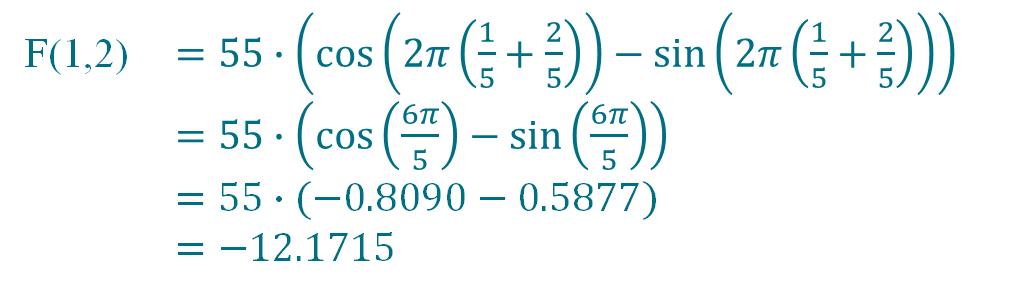 F(1,2) = 55 · (cos(2π(1/5 + 2/5)) − sin(2π(1/5 + 2/5)))
= 55 · (cos(6π/5) − sin(6π/5))
= 55 · (−0.8090 − 0.5877)
= −12.1715